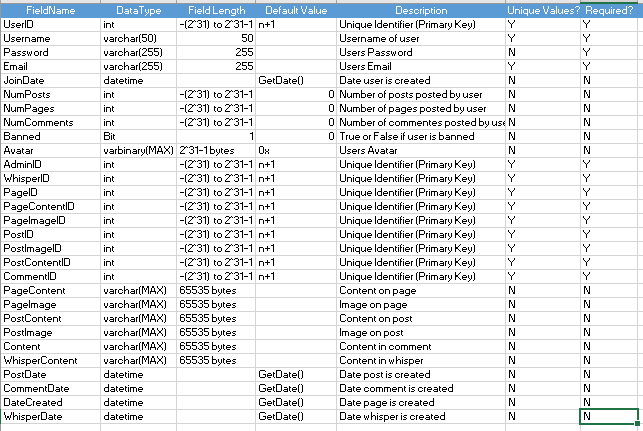 FieldName DataType Field Length Default Value Description Unique Values? Required?
UserID int -(2^31) to 2^31-1 n+1 Unique Identifier (Primary Key) Y Y
Username varchar(50) 50 Username of user Y Y
Password varchar(255) 255 Users Password N Y
Email varchar(255) 255 Users Email Y Y
JoinDate datetime GetDate() Date user is created N N
NumPosts int -(2^31) to 2^31-1 0 Number of posts posted by user N N
NumPages int -(2^31) to 2^31-1 0 Number of pages posted by user N N
NumComments int -(2^31) to 2^31-1 0 Number of commentes posted by use N N
Banned Bit 1 0 True or False if user is banned N N
Avatar varbinary(MAX) 2^31-1 bytes 0x Users Avatar N N
AdminID int -(2^31) to 2^31-1 n+1 Unique Identifier (Primary Key) Y Y
WhisperID int -(2^31) to 2^31-1 n+1 Unique Identifier (Primary Key) Y Y
PageID int -(2^31) to 2^31-1 n+1 Unique Identifier (Primary Key) Y Y
PageContentID int -(2^31) to 2^31-1 n+1 Unique Identifier (Primary Key) Y Y
PageImageID int -(2^31) to 2^31-1 n+1 Unique Identifier (Primary Key) Y Y
PostID int -(2^31) to 2^31-1 n+1 Unique Identifier (Primary Key) Y Y
PostImageID int -(2^31) to 2^31-1 n+1 Unique Identifier (Primary Key) Y Y
PostContentID int -(2^31) to 2^31-1 n+1 Unique Identifier (Primary Key) Y Y
CommentID int -(2^31) to 2^31-1 n+1 Unique Identifier (Primary Key) Y Y
PageContent varchar(MAX) 65535 bytes Content on page N N
PageImage varchar(MAX) 65535 bytes Image on page N N
PostContent varchar(MAX) 65535 bytes Content on post N N
PostImage varchar(MAX) 65535 bytes Image on post N N
Content varchar(MAX) 65535 bytes Content in comment N N
WhisperContent varchar(MAX) 65535 bytes Content in whisper N N
PostDate datetime GetDate() Date post is created N N
CommentDate datetime GetDate() Date comment is created N N
DateCreated datetime GetDate() Date page is created N N
WhisperDate datetime GetDate() Date whisper is created N N